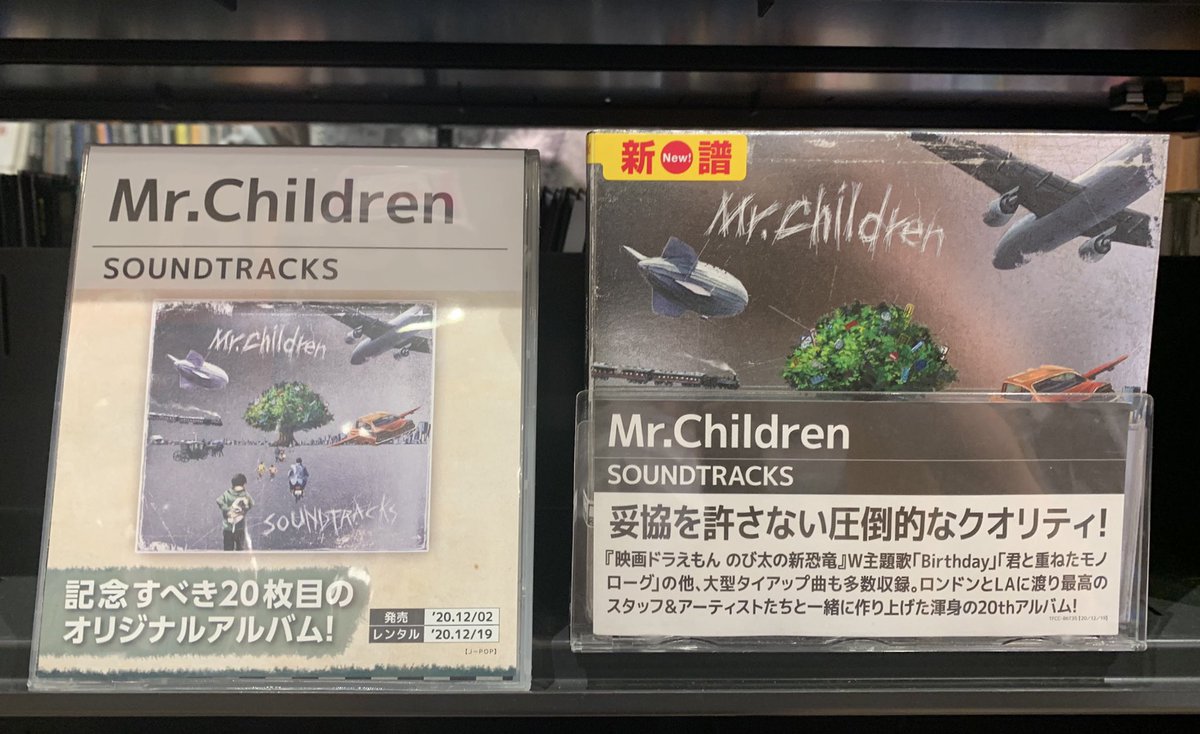 Mr.Children
SOUNDTRACKS
Mr.Children
SOUNDTRACKS
記念すべき20枚目の
オリジナルアルバム!
発売 '20.12/02
レンタル '20.12/19
【J-POP】
新 New! 譜
Mr.Children
Mr.Children
SOUNDTRACKS
妥協を許さない圧倒的なクオリティ!
『映画ドラえもん のび太の新恐竜』W主題歌「Birthday」「君と重ねたモノ
ローグ」の他、大型タイアップ曲も多数収録。ロンドンとLAに渡り最高の
スタッフ&アーティストたちと一緒に作り上げた渾身の20thアルバム!
TFCC-86735 [20/12/19]